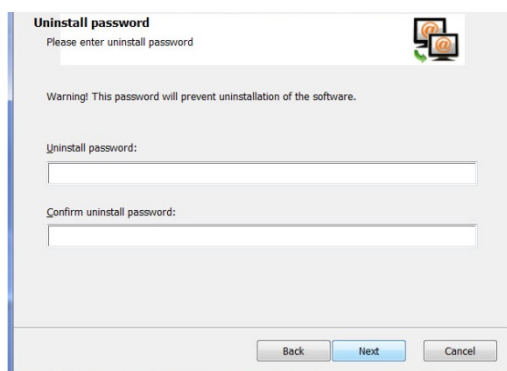 Uninstall password
Please enter uninstall password
@
@
Warning! This password will prevent uninstallation of the software.
Uninstall password:
Confirm uninstall password:
Back Next Cancel